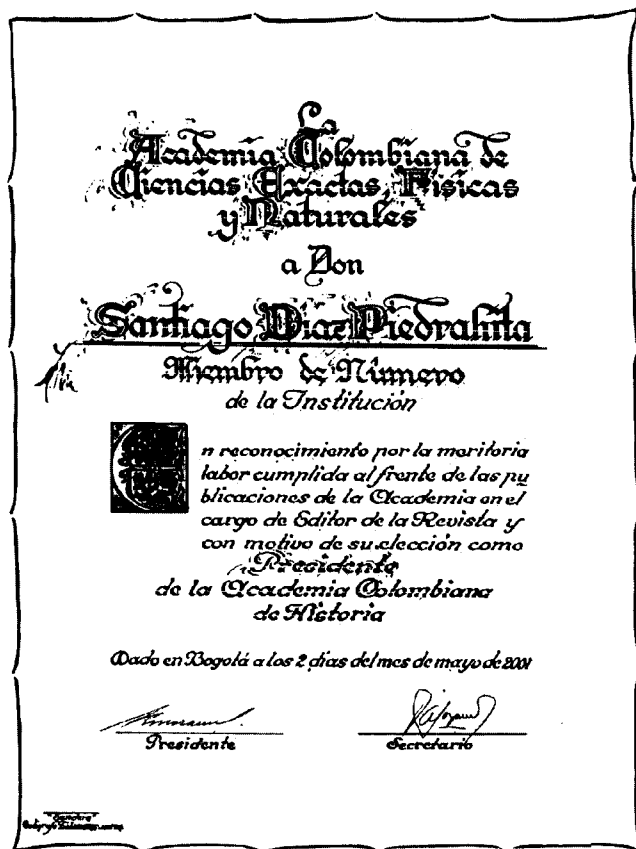 La
Academia Colombiana de
Ciencias Exactas, Físicas
y Naturales
a Don
Santiago Díaz Piedrahita
Miembro de Número
de la Institución
En reconocimiento por la meritoria
labor cumplida al frente de las pu
blicaciones de la Academia en el
cargo de Editor de la Revista y
con motivo de su elección como
Presidente
de la Academia Colombiana
de Historia
Dado en Bogotá a los 2 días del mes de mayo de 2001
Presidente
Secretario